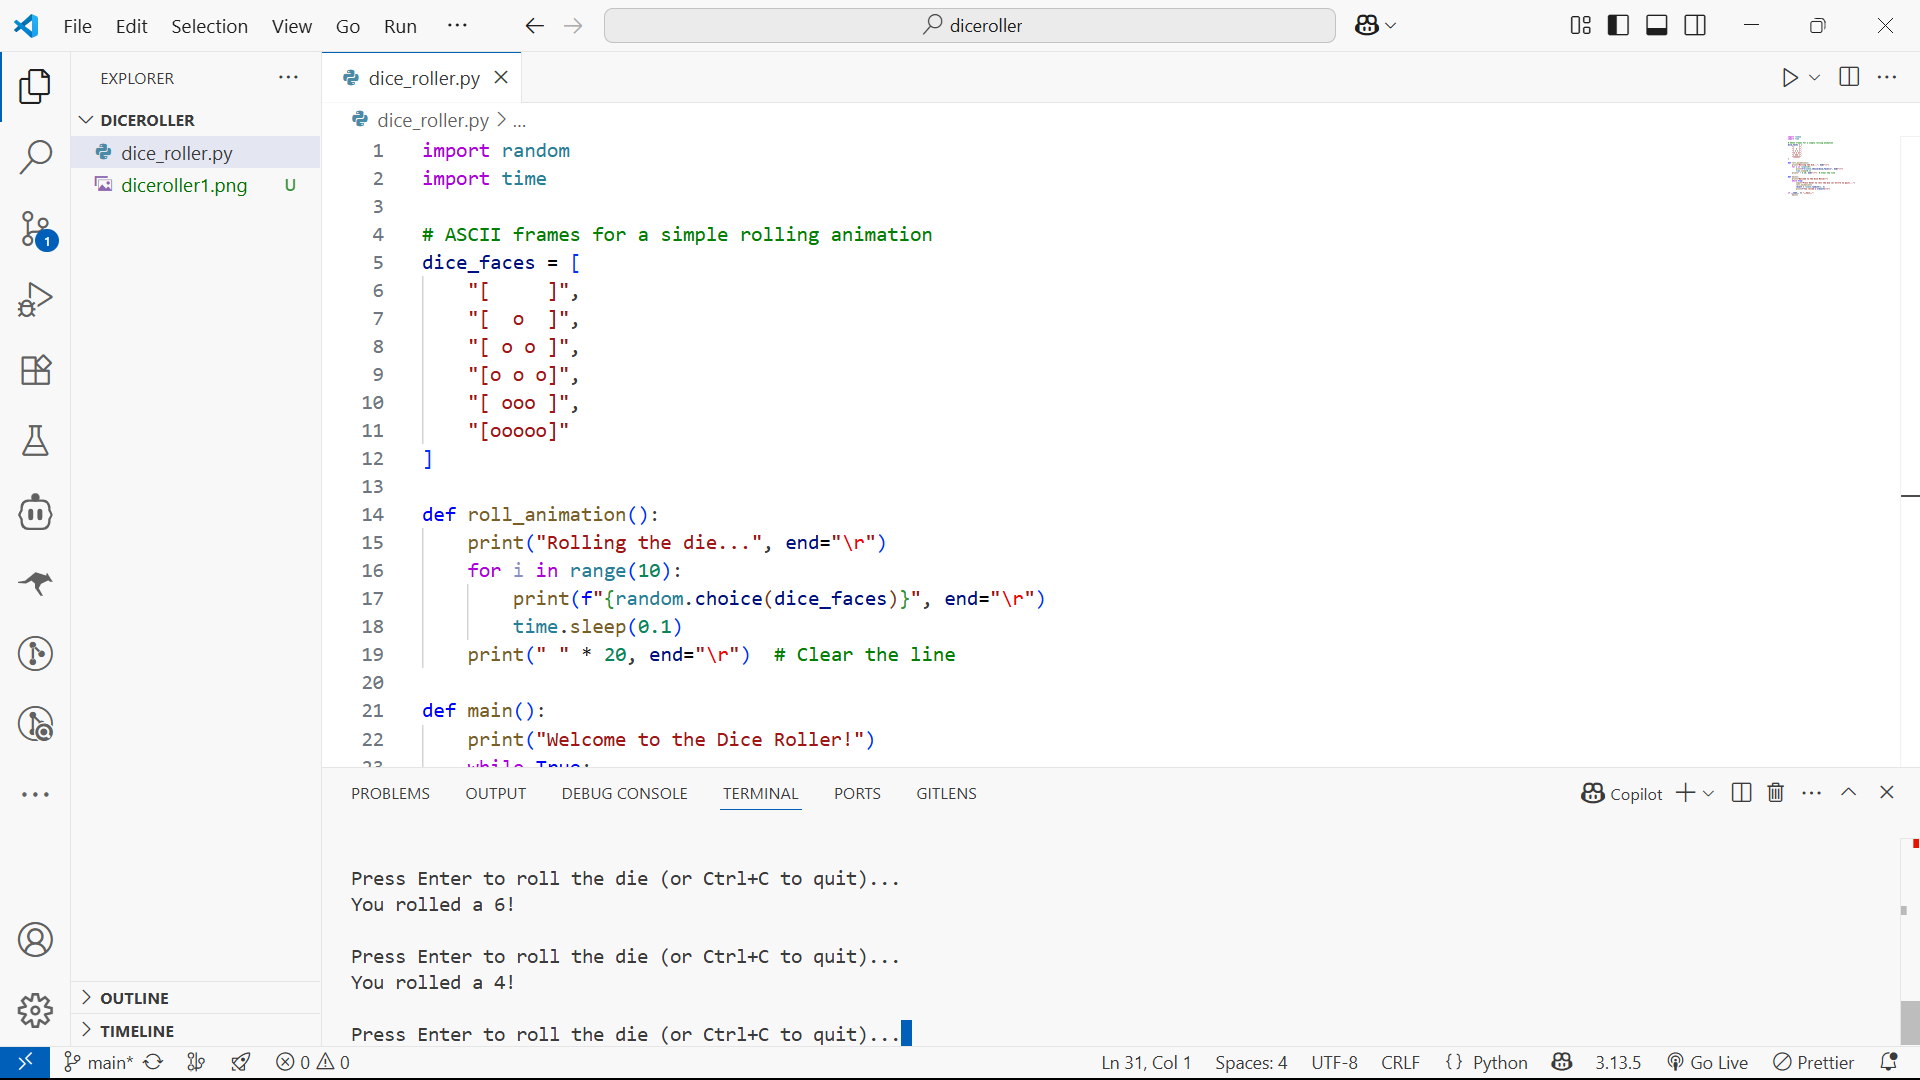 File Edit Selection View Go Run ··· diceroller
EXPLORER ···
DICEROLLER
dice_roller.py
diceroller1.png U
1
OUTLINE
TIMELINE
dice_roller.py
dice_roller.py > ...
1 import random
2 import time
3
4 # ASCII frames for a simple rolling animation
5 dice_faces = [
6     "[     ]",
7     "[  o  ]",
8     "[ o o ]",
9     "[o o o]",
10     "[ ooo ]",
11     "[ooooo]"
12 ]
13
14 def roll_animation():
15     print("Rolling the die...", end="\r")
16     for i in range(10):
17         print(f"{random.choice(dice_faces)}", end="\r")
18         time.sleep(0.1)
19     print(" " * 20, end="\r")  # Clear the line
20
21 def main():
22     print("Welcome to the Dice Roller!")
23     while True:
PROBLEMS OUTPUT DEBUG CONSOLE TERMINAL PORTS GITLENS Copilot
Press Enter to roll the die (or Ctrl+C to quit)...
You rolled a 6!
Press Enter to roll the die (or Ctrl+C to quit)...
You rolled a 4!
Press Enter to roll the die (or Ctrl+C to quit)...
main* 0 0 Ln 31, Col 1 Spaces: 4 UTF-8 CRLF {} Python 3.13.5 Go Live Prettier